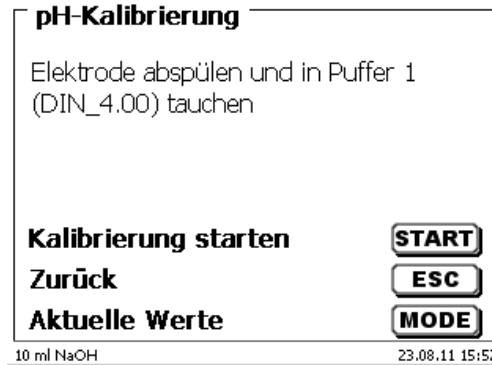 pH-Kalibrierung
Elektrode abspülen und in Puffer 1
(DIN_4.00) tauchen
Kalibrierung starten START
Zurück ESC
Aktuelle Werte MODE
10 ml NaOH 23.08.11 15:52